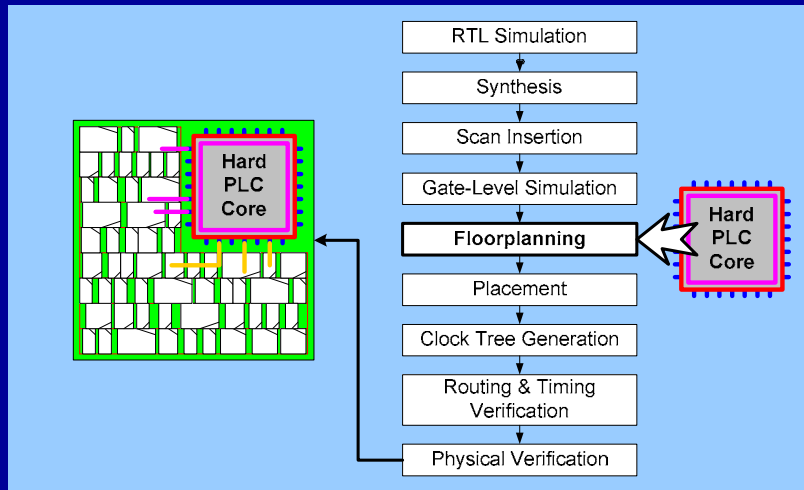 RTL Simulation
Synthesis
Scan Insertion
Gate-Level Simulation
Floorplanning
Placement
Clock Tree Generation
Routing & Timing
Verification
Physical Verification
Hard
PLC
Core
Hard
PLC
Core